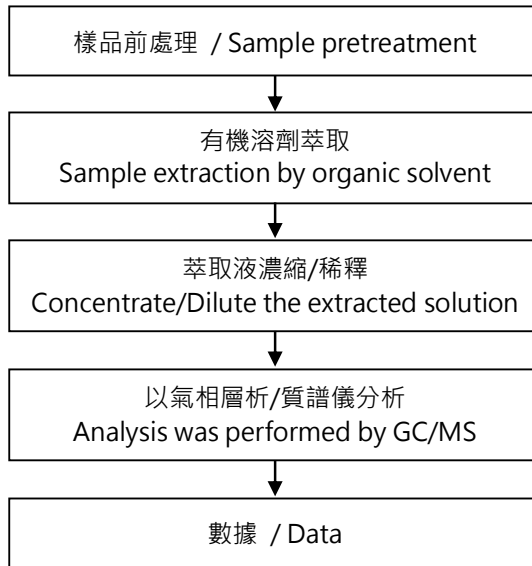 樣品前處理 / Sample pretreatment
有機溶劑萃取
Sample extraction by organic solvent
萃取液濃縮/稀釋
Concentrate/Dilute the extracted solution
以氣相層析/質譜儀分析
Analysis was performed by GC/MS
數據 / Data